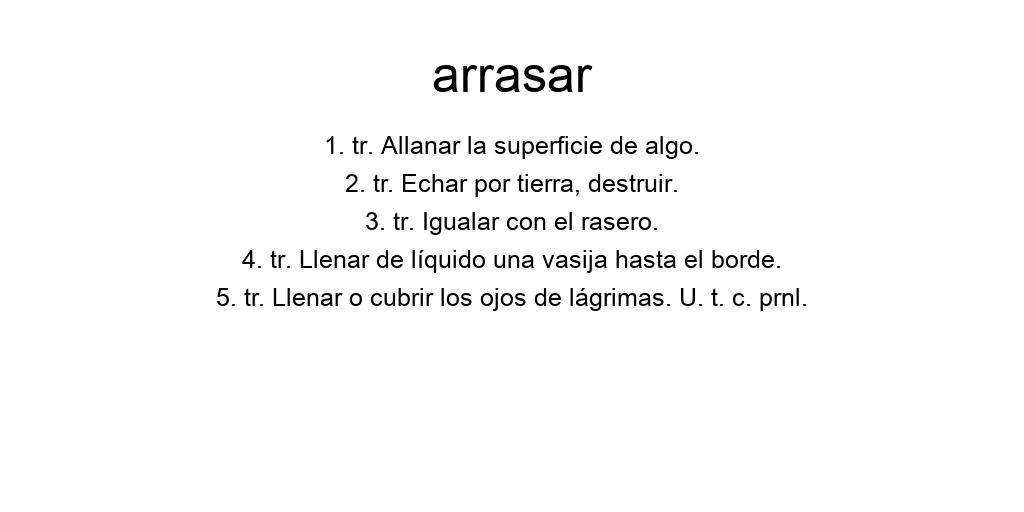 arrasar
1. tr. Allanar la superficie de algo.
2. tr. Echar por tierra, destruir.
3. tr. Igualar con el rasero.
4. tr. Llenar de líquido una vasija hasta el borde.
5. tr. Llenar o cubrir los ojos de lágrimas. U. t. c. prnl.